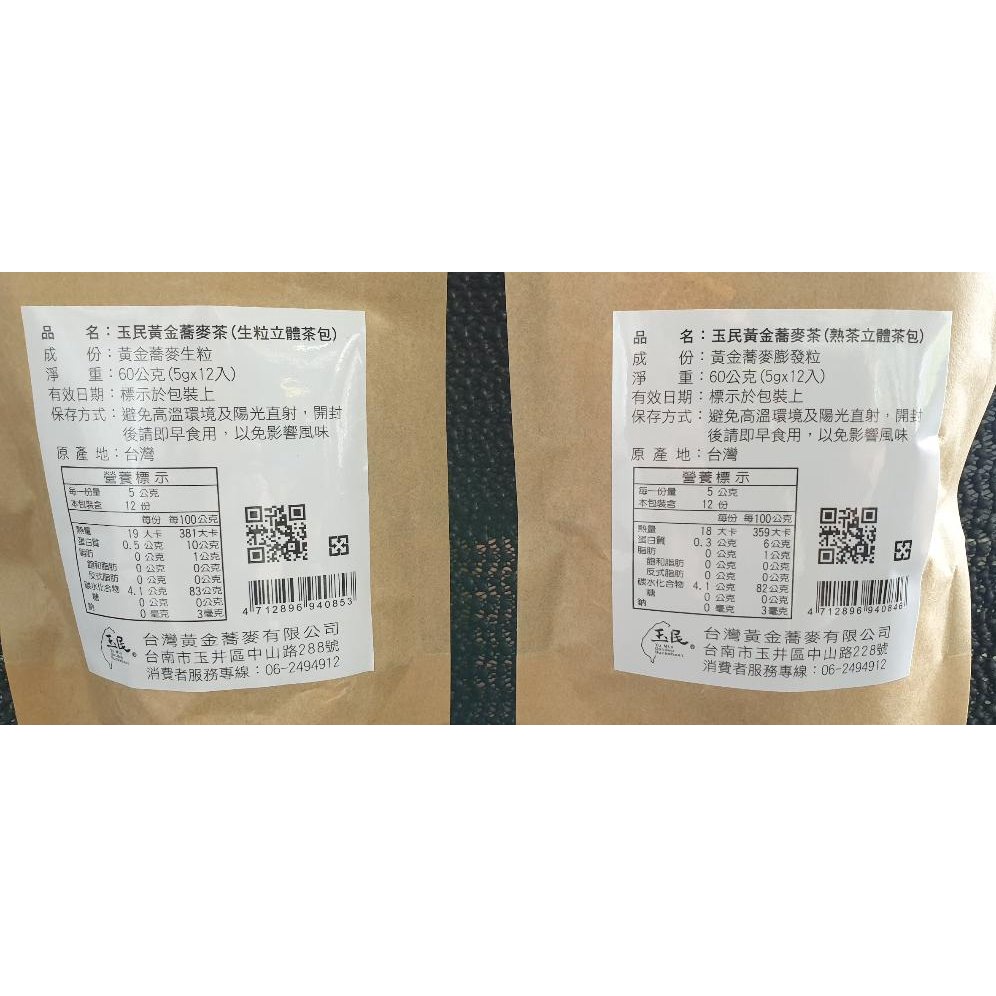 品　　名：玉民黃金蕎麥茶(生粒立體茶包)
成　　份：黃金蕎麥生粒
淨　　重：60公克(5gx12入)
有效日期：標示於包裝上
保存方式：避免高溫環境及陽光直射，開封
後請即早食用，以免影響風味
原 產 地：台灣
營養標示
每一份量 5 公克
本包裝含 12 份
每份 每100公克
熱量 19 大卡 381大卡
蛋白質 0.5 公克 10公克
脂肪 0 公克 1公克
飽和脂肪 0 公克 0公克
反式脂肪 0 公克 0公克
碳水化合物 4.1 公克 83公克
糖 0 公克 0公克
鈉 0 毫克 3毫克
4 712896 940853
玉民
台灣黃金蕎麥有限公司
台南市玉井區中山路288號
消費者服務專線：06-2494912
品　　名：玉民黃金蕎麥茶(熟茶立體茶包)
成　　份：黃金蕎麥膨發粒
淨　　重：60公克(5gx12入)
有效日期：標示於包裝上
保存方式：避免高溫環境及陽光直射，開封
後請即早食用，以免影響風味
原 產 地：台灣
營養標示
每一份量 5 公克
本包裝含 12 份
每份 每100公克
熱量 18 大卡 359大卡
蛋白質 0.3 公克 6公克
脂肪 0 公克 1公克
飽和脂肪 0 公克 0公克
反式脂肪 0 公克 0公克
碳水化合物 4.1 公克 82公克
糖 0 公克 0公克
鈉 0 毫克 3毫克
4 712896 940846
玉民
台灣黃金蕎麥有限公司
台南市玉井區中山路228號
消費者服務專線：06-2494912